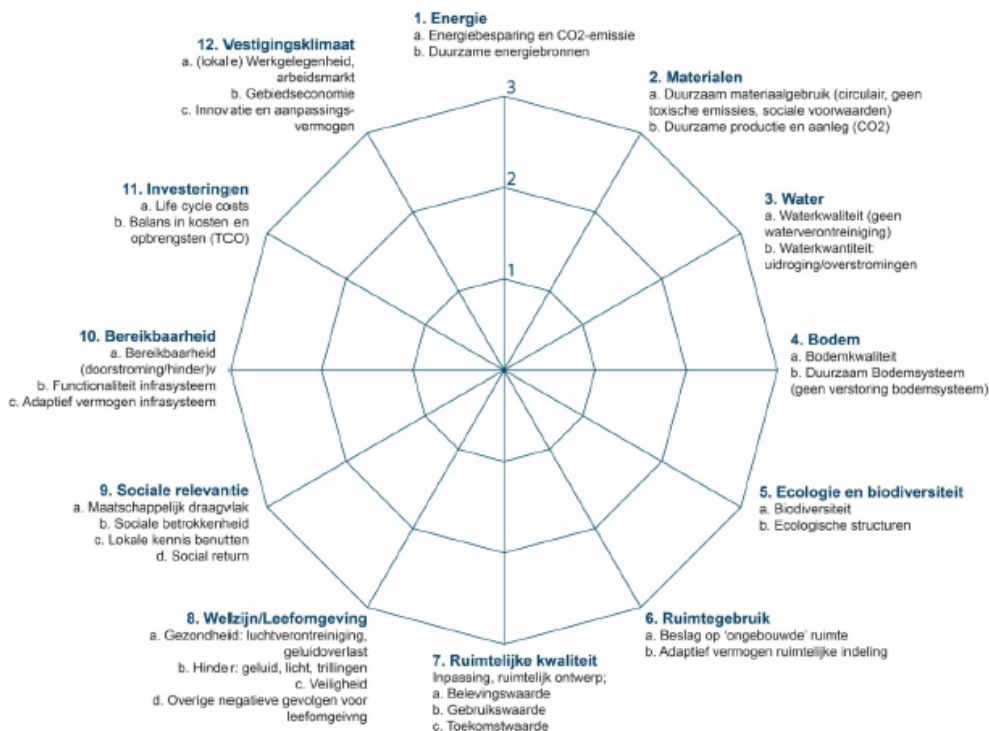 1. Energie
a. Energiebesparing en CO2-emissie
b. Duurzame energiebronnen
2. Materialen
a. Duurzaam materiaalgebruik (circulair, geen
toxische emissies, sociale voorwaarden)
b. Duurzame productie en aanleg (CO2)
3. Water
a. Waterkwaliteit (geen
waterverontreiniging)
b. Waterkwantiteit:
uidroging/overstromingen
4. Bodem
a. Bodemkwaliteit
b. Duurzaam Bodemsysteem
(geen verstoring bodemsysteem)
5. Ecologie en biodiversiteit
a. Biodiversiteit
b. Ecologische structuren
6. Ruimtegebruik
a. Beslag op 'ongebouwde' ruimte
b. Adaptief vermogen ruimtelijke indeling
7. Ruimtelijke kwaliteit
Inpassing, ruimtelijk ontwerp;
a. Belevingswaarde
b. Gebruikswaarde
c. Toekomstwaarde
8. Welzijn/Leefomgeving
a. Gezondheid: luchtverontreiniging,
geluidoverlast
b. Hinder: geluid, licht, trillingen
c. Veiligheid
d. Overige negatieve gevolgen voor
leefomgeivng
9. Sociale relevantie
a. Maatschappelijk draagvlak
b. Sociale betrokkenheid
c. Lokale kennis benutten
d. Social return
10. Bereikbaarheid
a. Bereikbaarheid
(doorstroming/hinder)v
b. Functionaliteit infrasysteem
c. Adaptief vermogen infrasysteem
11. Investeringen
a. Life cycle costs
b. Balans in kosten en
opbrengsten (TCO)
12. Vestigingsklimaat
a. (lokale) Werkgelegenheid,
arbeidsmarkt
b. Gebiedseconomie
c. Innovatie en aanpassings-
vermogen
3
2
1